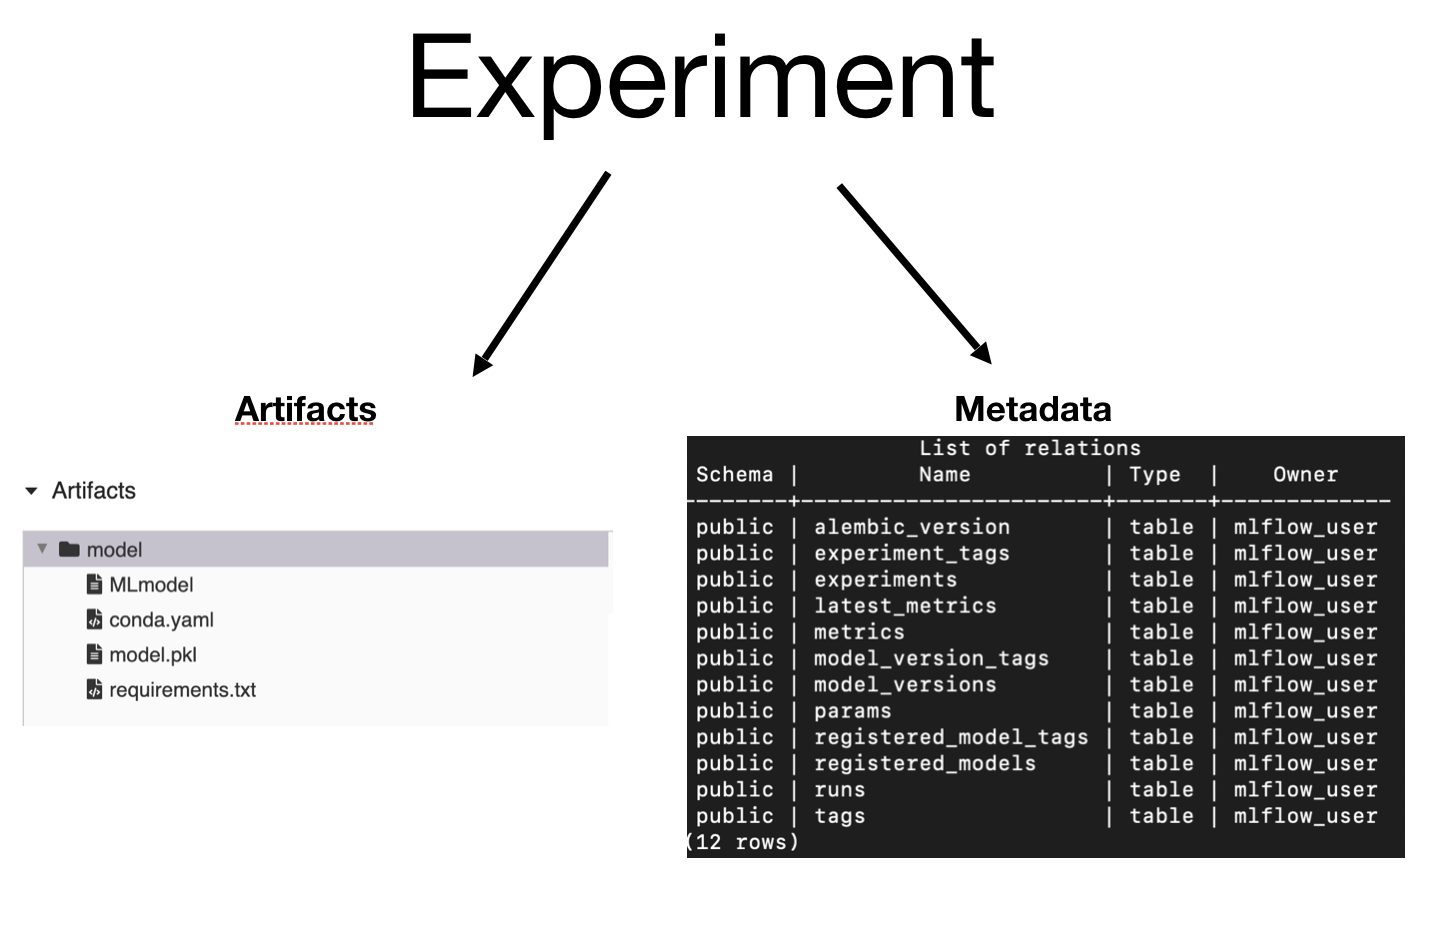 Experiment
Artifacts
Artifacts
model
MLmodel
conda.yaml
model.pkl
requirements.txt
Metadata
List of relations
Schema | Name | Type | Owner
--------+-----------------------+-------+-------------
public | alembic_version | table | mlflow_user
public | experiment_tags | table | mlflow_user
public | experiments | table | mlflow_user
public | latest_metrics | table | mlflow_user
public | metrics | table | mlflow_user
public | model_version_tags | table | mlflow_user
public | model_versions | table | mlflow_user
public | params | table | mlflow_user
public | registered_model_tags | table | mlflow_user
public | registered_models | table | mlflow_user
public | runs | table | mlflow_user
public | tags | table | mlflow_user
(12 rows)